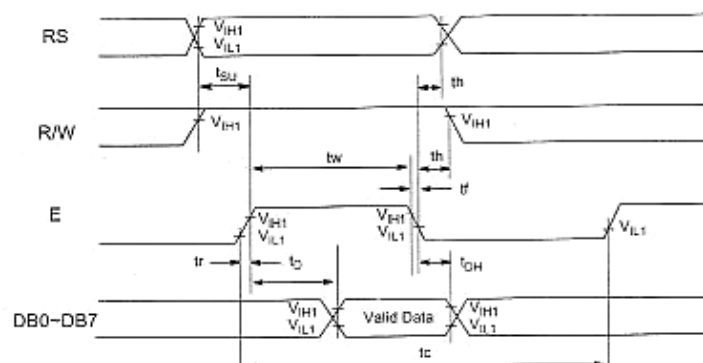 RS
VIH1
VIL1
tSU
th
R/W
VIH1
VIH1
tw
th
tf
E
VIH1
VIL1
VIH1
VIL1
VIL1
tr
tD
tDH
DB0-DB7
VIH1
VIL1
Valid Data
VIH1
VIL1
tc